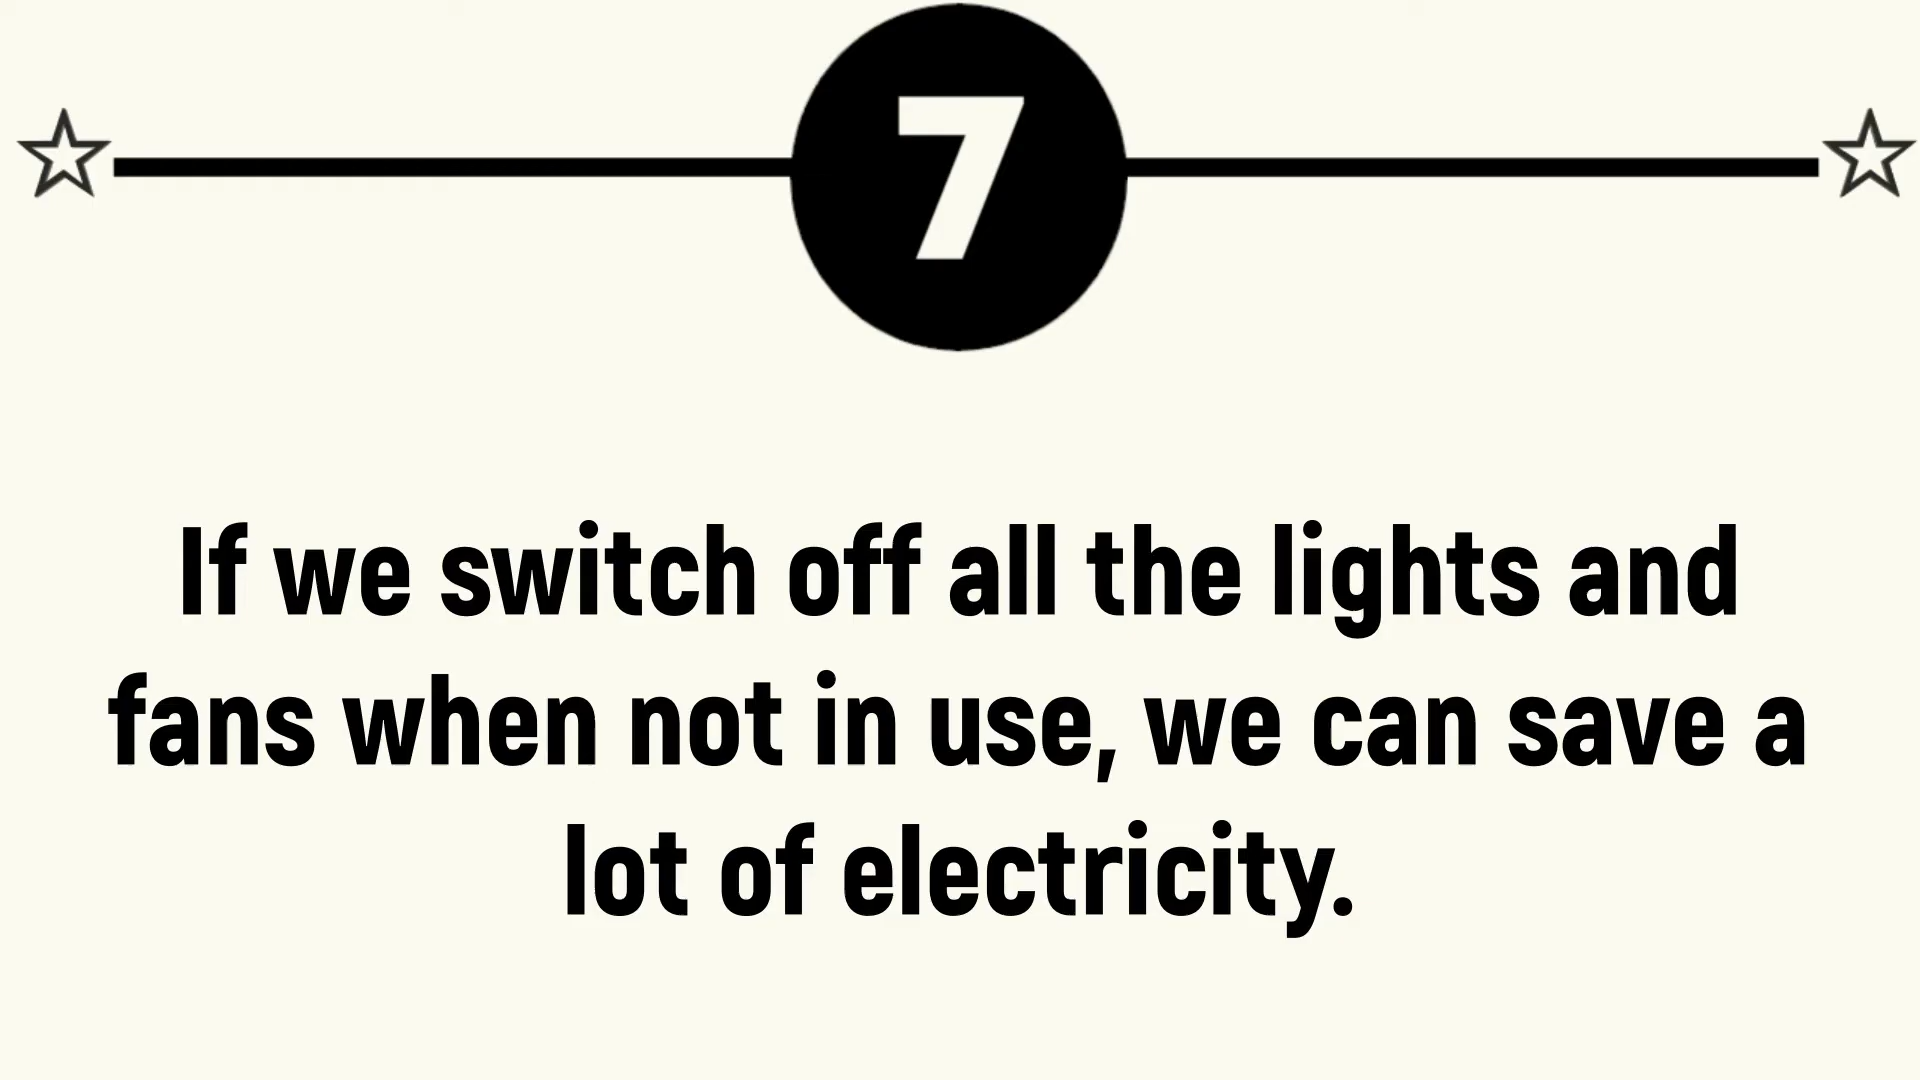 7
If we switch off all the lights and
fans when not in use, we can save a
lot of electricity.